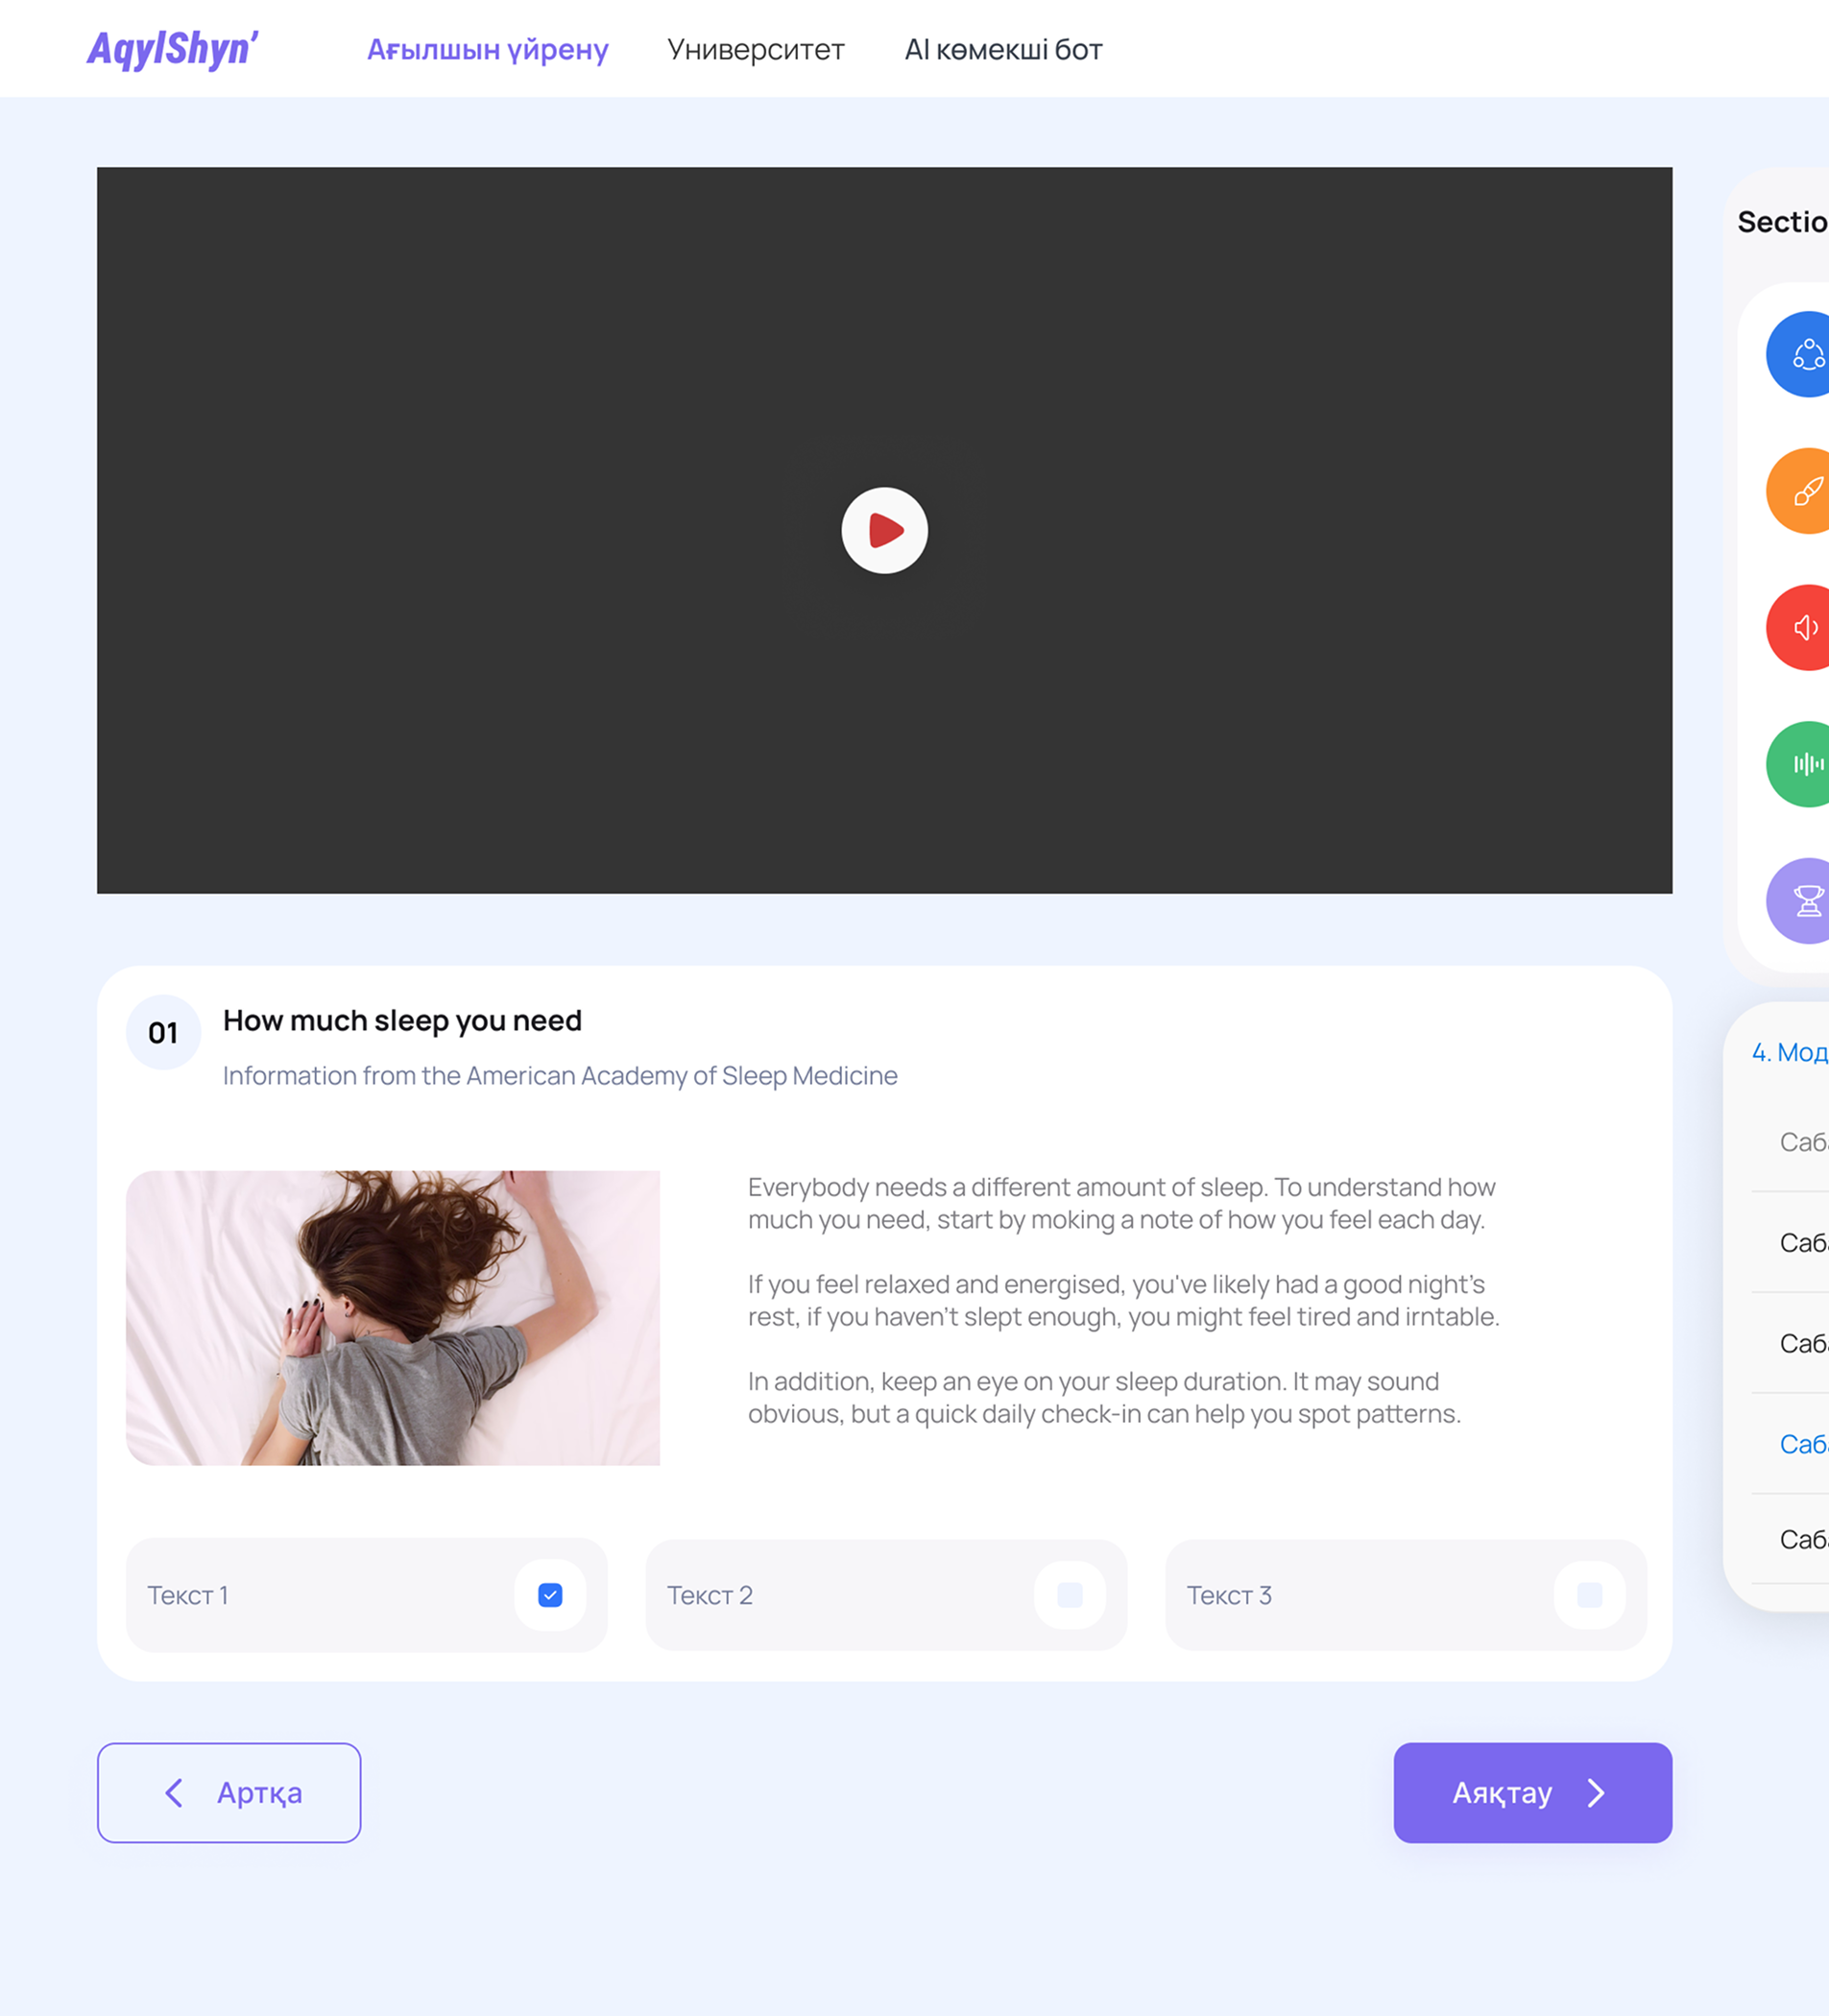 AqylShyn’
Ағылшын үйрену
Университет
AI көмекші бот
Sectio
01
How much sleep you need
Information from the American Academy of Sleep Medicine
Everybody needs a different amount of sleep. To understand how
much you need, start by moking a note of how you feel each day.
If you feel relaxed and energised, you've likely had a good night’s
rest, if you haven’t slept enough, you might feel tired and irntable.
In addition, keep an eye on your sleep duration. It may sound
obvious, but a quick daily check-in can help you spot patterns.
Текст 1
Текст 2
Текст 3
4. Мод
Саба
Саба
Саба
Саба
Саба
Артқа
Аяқтау